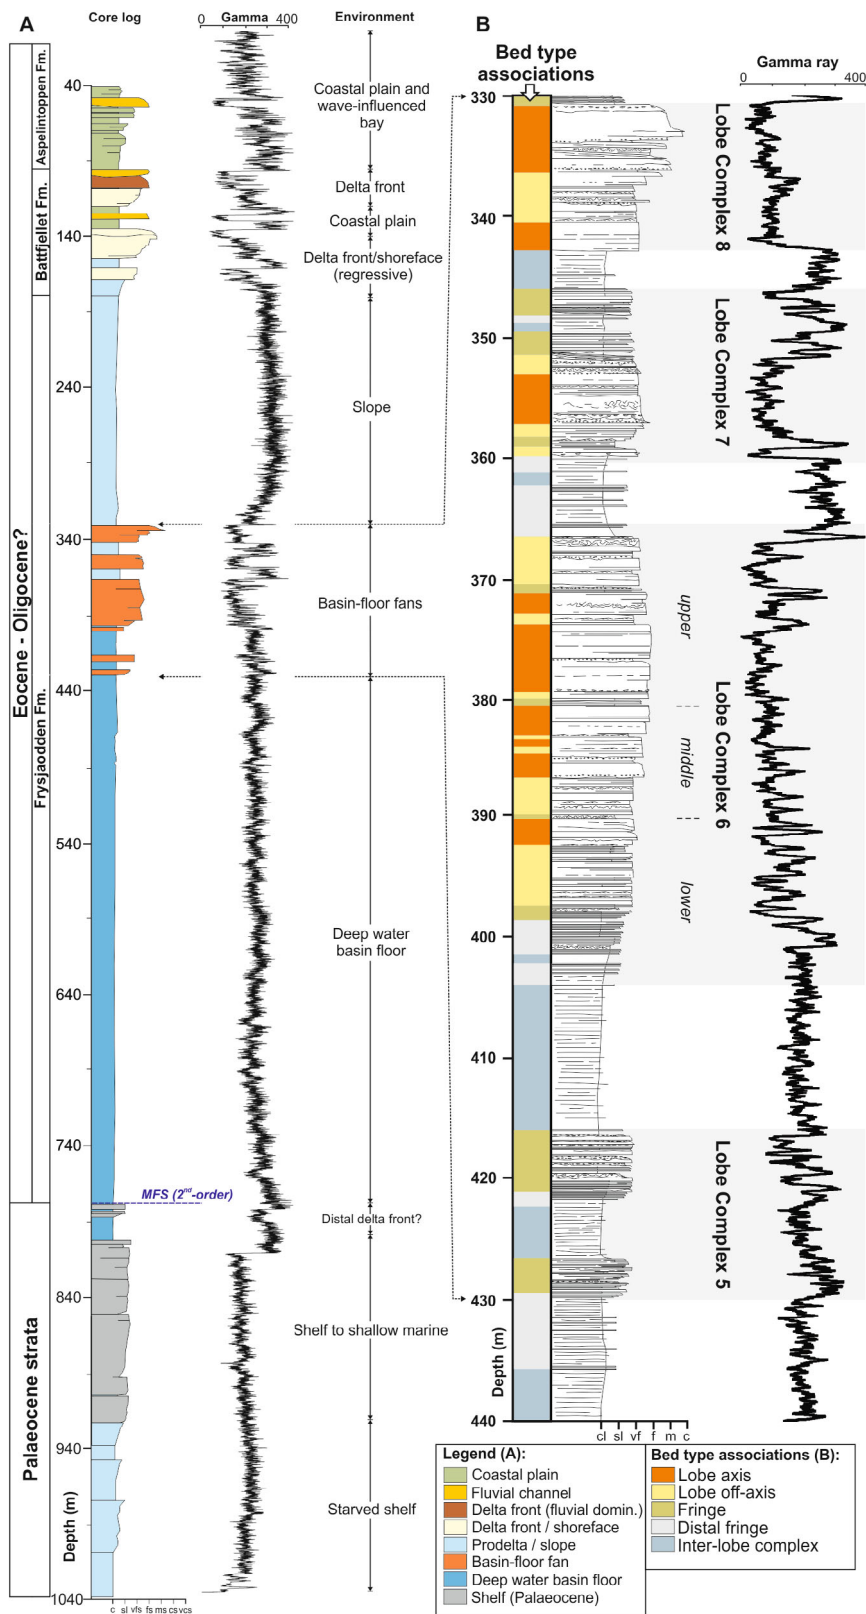 A
Core log
0 Gamma 400
Environment
Eocene - Oligocene?
Palaeocene strata
Aspelintoppen Fm.
Battfjellet Fm.
Frysjaodden Fm.
40
140
240
340
440
540
640
740
840
940
1040
Depth (m)
MFS (2nd-order)
c sl vfs fs ms cs vcs
Coastal plain and
wave-influenced
bay
Delta front
Coastal plain
Delta front/shoreface
(regressive)
Slope
Basin-floor fans
Deep water
basin floor
Distal delta front?
Shelf to shallow marine
Starved shelf
B
Bed type
associations
Gamma ray
0 400
330
340
350
360
370
380
390
400
410
420
430
440
Depth (m)
Lobe Complex 8
Lobe Complex 7
Lobe Complex 6
upper
middle
lower
Lobe Complex 5
cl sl vf f m c
Legend (A):
Coastal plain
Fluvial channel
Delta front (fluvial domin.)
Delta front / shoreface
Prodelta / slope
Basin-floor fan
Deep water basin floor
Shelf (Palaeocene)
Bed type associations (B):
Lobe axis
Lobe off-axis
Fringe
Distal fringe
Inter-lobe complex